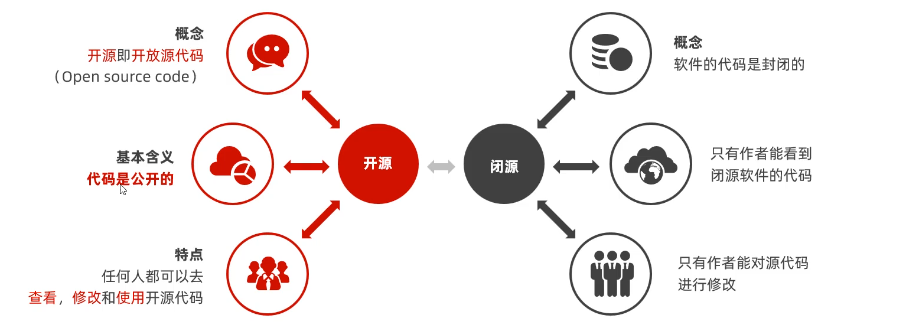 概念
开源即开放源代码
（Open source code）
基本含义
代码是公开的
特点
任何人都可以去
查看，修改和使用开源代码
开源
闭源
概念
软件的代码是封闭的
只有作者能看到
闭源软件的代码
只有作者能对源代码
进行修改